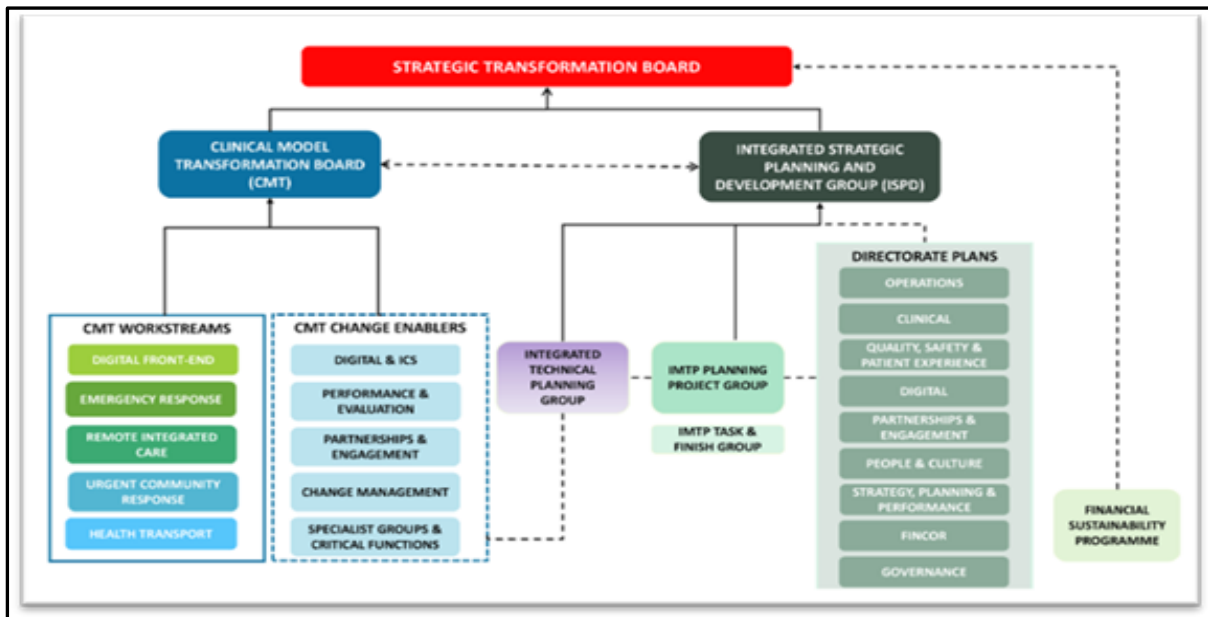 STRATEGIC TRANSFORMATION BOARD
CLINICAL MODEL
TRANSFORMATION BOARD
(CMT)
INTEGRATED STRATEGIC
PLANNING AND
DEVELOPMENT GROUP (ISPD)
CMT WORKSTREAMS
DIGITAL FRONT-END
EMERGENCY RESPONSE
REMOTE INTEGRATED
CARE
URGENT COMMUNITY
RESPONSE
HEALTH TRANSPORT
CMT CHANGE ENABLERS
DIGITAL & ICS
PERFORMANCE &
EVALUATION
PARTNERSHIPS &
ENGAGEMENT
CHANGE MANAGEMENT
SPECIALIST GROUPS &
CRITICAL FUNCTIONS
INTEGRATED
TECHNICAL
PLANNING
GROUP
IMTP PLANNING
PROJECT GROUP
IMTP TASK &
FINISH GROUP
DIRECTORATE PLANS
OPERATIONS
CLINICAL
QUALITY, SAFETY &
PATIENT EXPERIENCE
DIGITAL
PARTNERSHIPS &
ENGAGEMENT
PEOPLE & CULTURE
STRATEGY, PLANNING &
PERFORMANCE
FINCOR
GOVERNANCE
FINANCIAL
SUSTAINABILITY
PROGRAMME